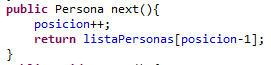 public Persona next(){
posicion++;
return listaPersonas[posicion-1];
}